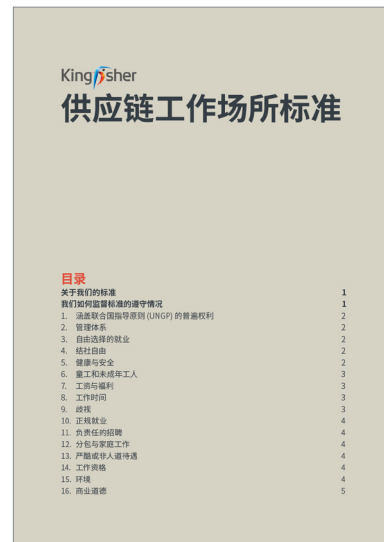 Kingfisher
供应链工作场所标准
目录
关于我们的标准 1
我们如何监督标准的遵守情况 1
1. 涵盖联合国指导原则 (UNGP) 的普遍权利 2
2. 管理体系 2
3. 自由选择的就业 2
4. 结社自由 2
5. 健康与安全 2
6. 童工和未成年工人 3
7. 工资与福利 3
8. 工作时间 3
9. 歧视 3
10. 正规就业 4
11. 负责任的招聘 4
12. 分包与家庭工作 4
13. 严酷或非人道待遇 4
14. 工作资格 4
15. 环境 4
16. 商业道德 5